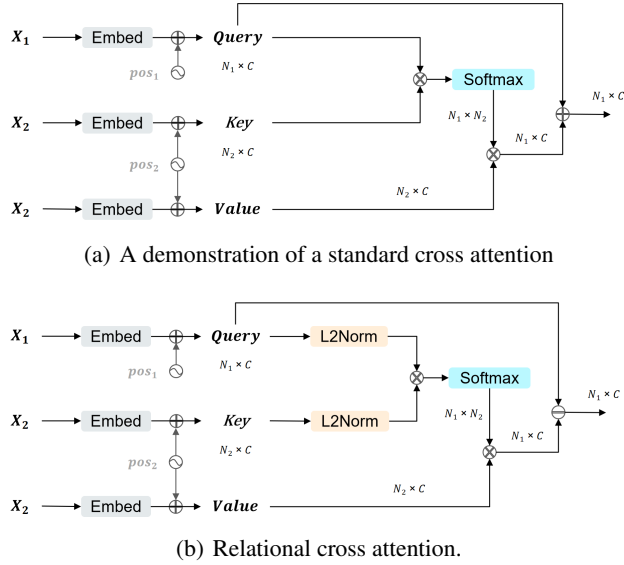 X₁ Embed Query
pos₁ N₁ × C
Softmax
N₁ × C
X₂ Embed Key
N₁ × N₂
N₁ × C
N₂ × C
pos₂
N₂ × C
X₂ Embed Value
(a) A demonstration of a standard cross attention
X₁ Embed Query L2Norm
N₁ × C
pos₁
Softmax
N₁ × C
X₂ Embed Key L2Norm
N₁ × N₂
N₁ × C
N₂ × C
pos₂
N₂ × C
X₂ Embed Value
(b) Relational cross attention.